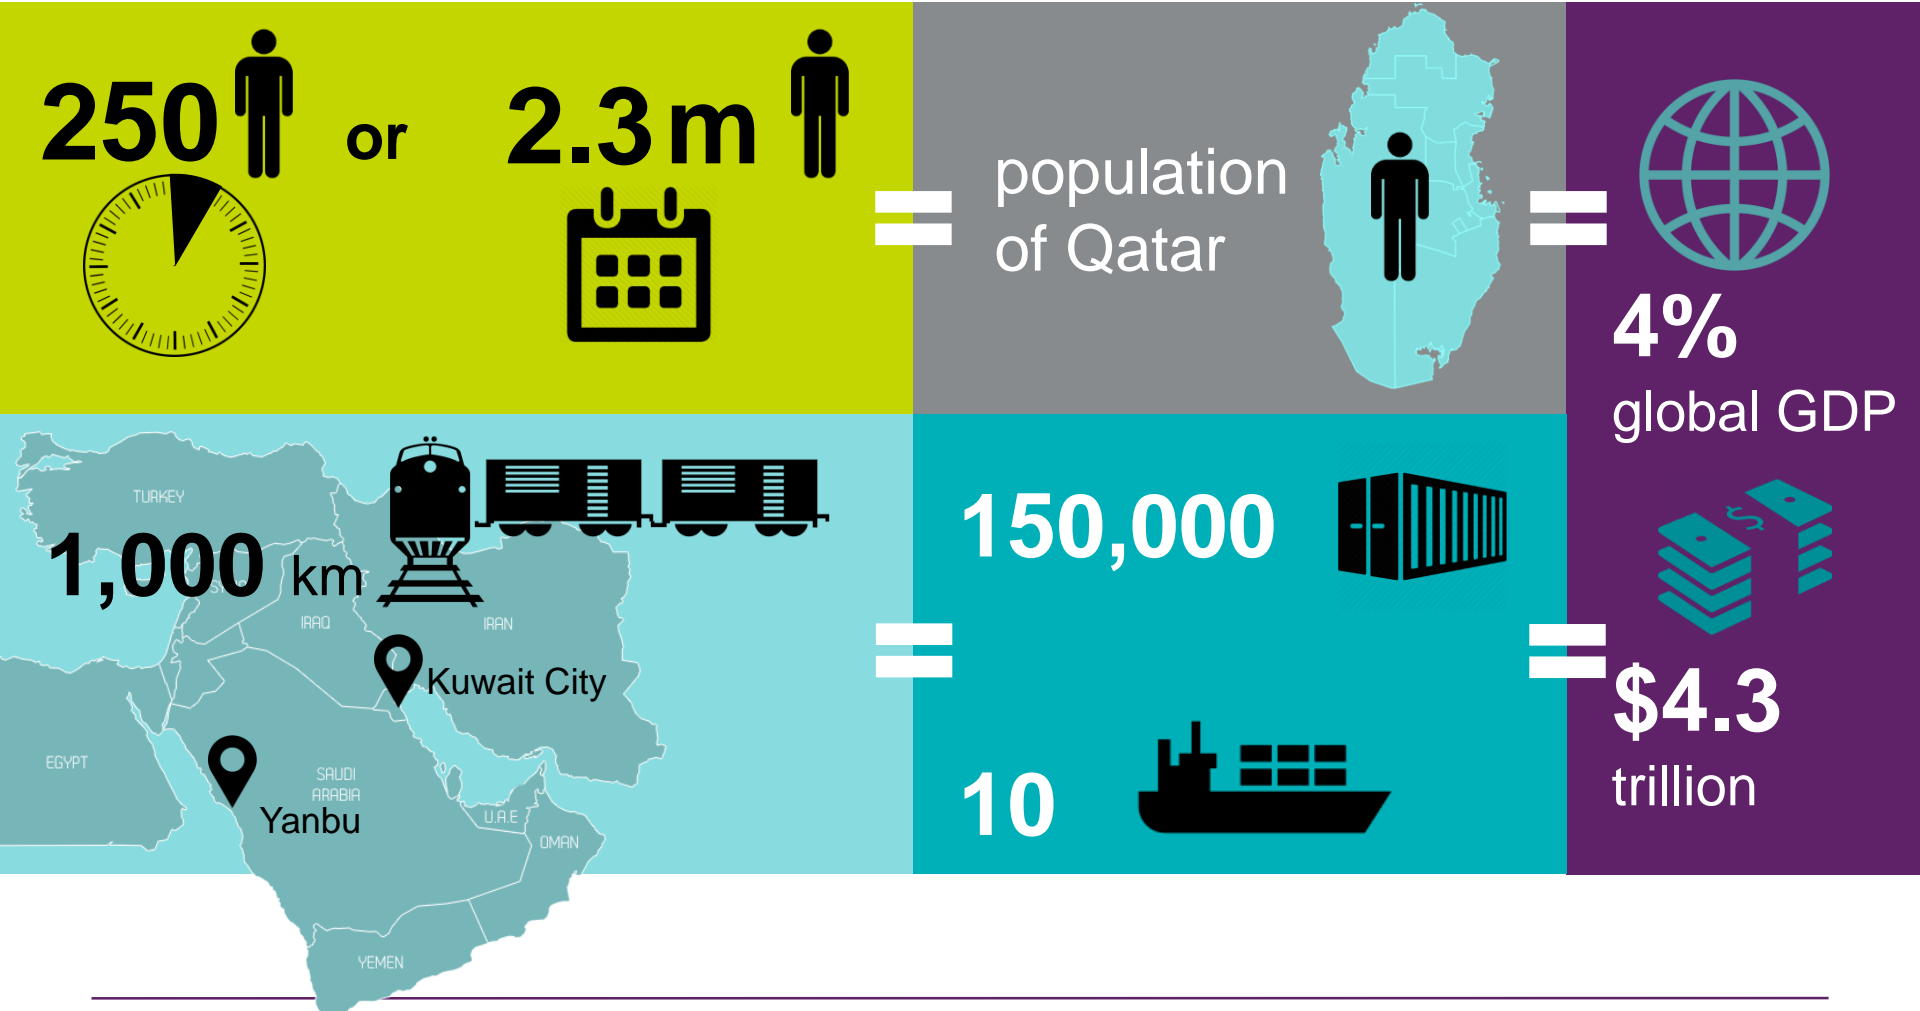 250 or 2.3m
=
population
of Qatar
=
4%
global GDP
TURKEY
1,000 km
IRAQ
IRAN
Kuwait City
EGYPT
SAUDI
ARABIA
Yanbu
U.A.E
OMAN
YEMEN
=
150,000
10
=
$
$4.3
trillion